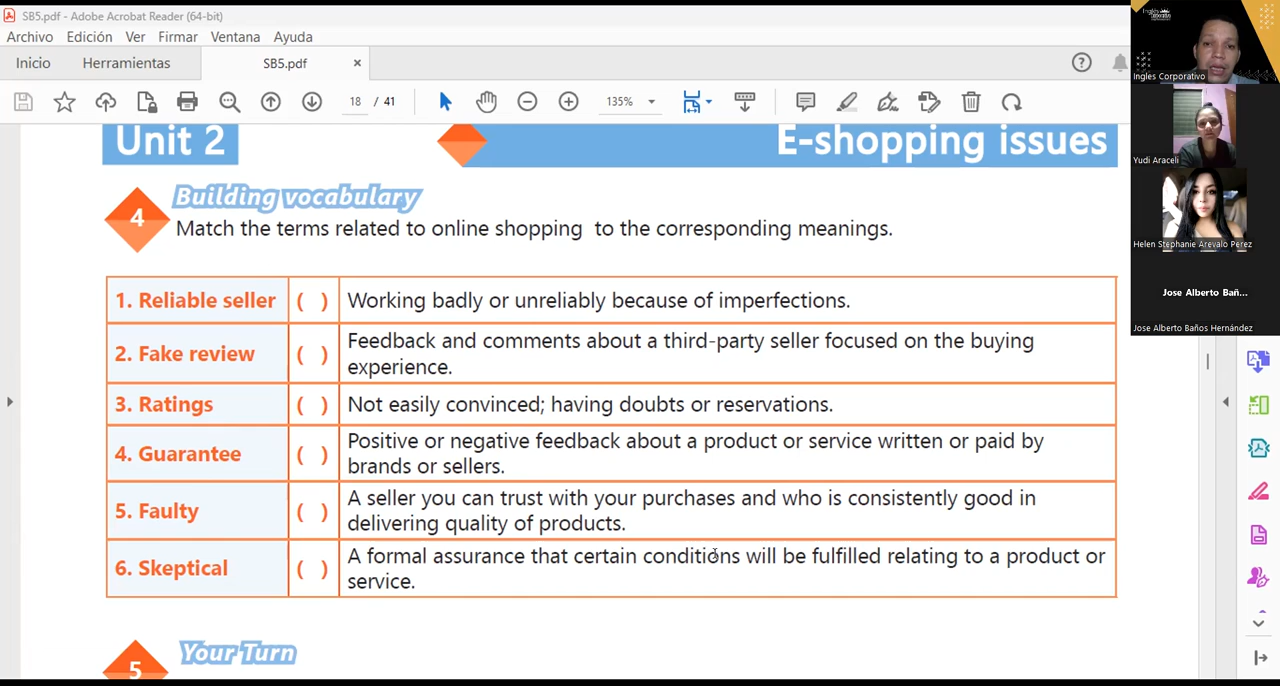 SB5.pdf - Adobe Acrobat Reader (64-bit)
Archivo Edición Ver Firmar Ventana Ayuda
Inicio Herramientas SB5.pdf ×
18 / 41 135%
Unit 2 E-shopping issues
4 Building vocabulary
Match the terms related to online shopping to the corresponding meanings.
1. Reliable seller ( ) Working badly or unreliably because of imperfections.
2. Fake review ( ) Feedback and comments about a third-party seller focused on the buying
experience.
3. Ratings ( ) Not easily convinced; having doubts or reservations.
4. Guarantee ( ) Positive or negative feedback about a product or service written or paid by
brands or sellers.
5. Faulty ( ) A seller you can trust with your purchases and who is consistently good in
delivering quality of products.
6. Skeptical ( ) A formal assurance that certain conditions will be fulfilled relating to a product or
service.
5 Your Turn
Ingles Corporativo
Yudi Araceli
Helen Stephanie Arevalo Perez
Jose Alberto Bañ...
Jose Alberto Baños Hernández